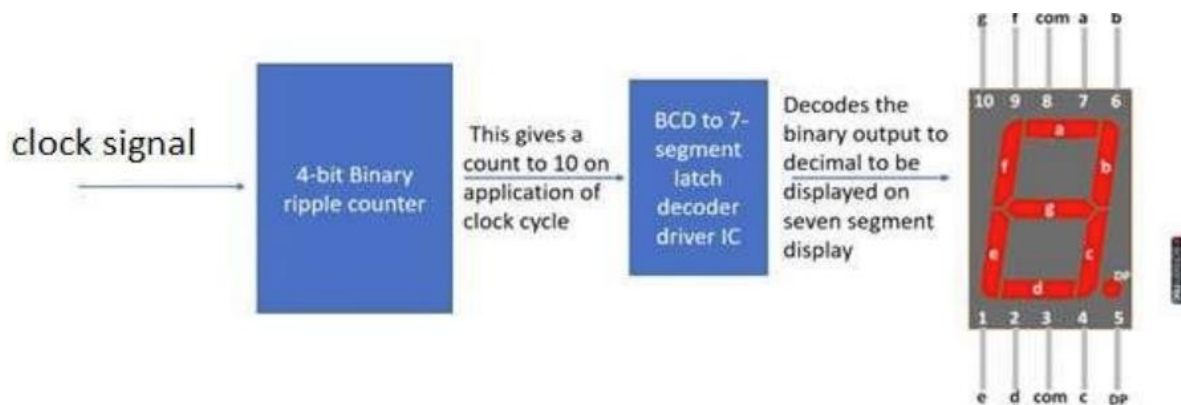 clock signal
4-bit Binary
ripple counter
This gives a
count to 10 on
application of
clock cycle
BCD to 7-
segment
latch
decoder
driver IC
Decodes the
binary output to
decimal to be
displayed on
seven segment
display
g f com a b
10 9 8 7 6
a
f
b
g
e
c
d
DP
1 2 3 4 5
e d com c DP